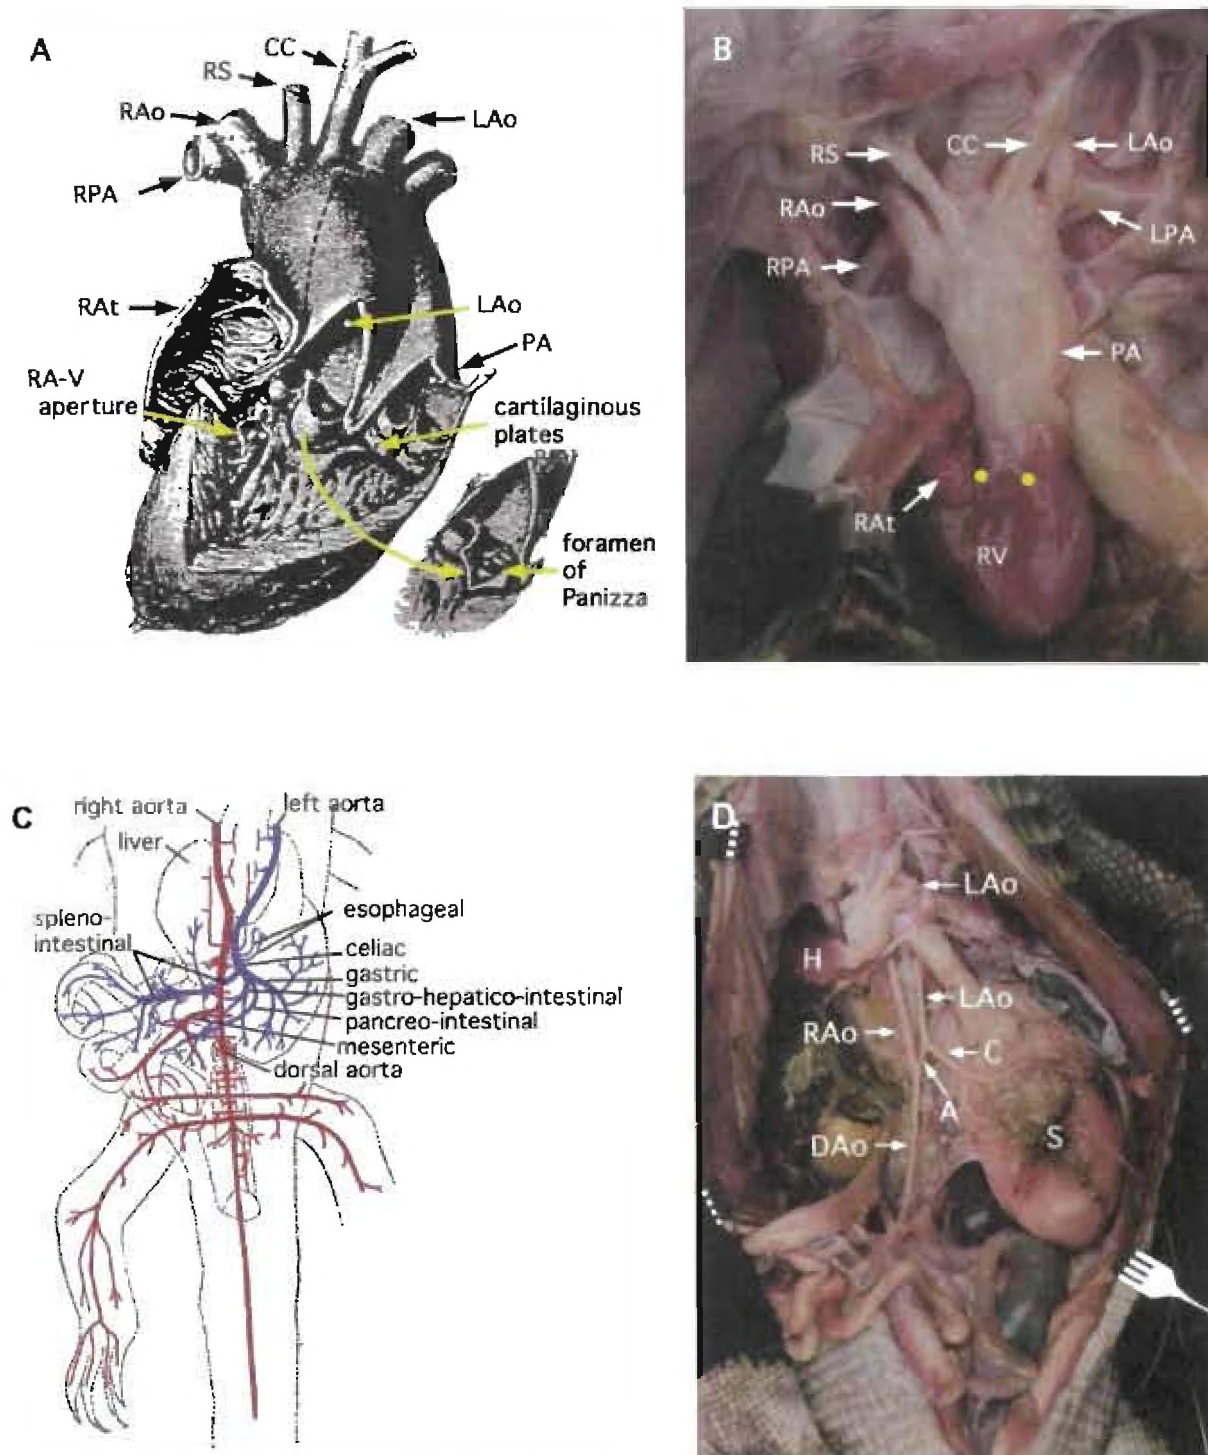 A
CC
RS
RAo
LAo
RPA
RAt
LAo
PA
RA-V
aperture
cartilaginous
plates
foramen
of
Panizza
B
RS
CC
LAo
RAo
LPA
RPA
PA
RAt
RV
C
right aorta
left aorta
liver
esophageal
spleno-
intestinal
celiac
gastric
gastro-hepatico-intestinal
pancreo-intestinal
mesenteric
dorsal aorta
D
LAo
H
LAo
RAo
C
A
S
DAo